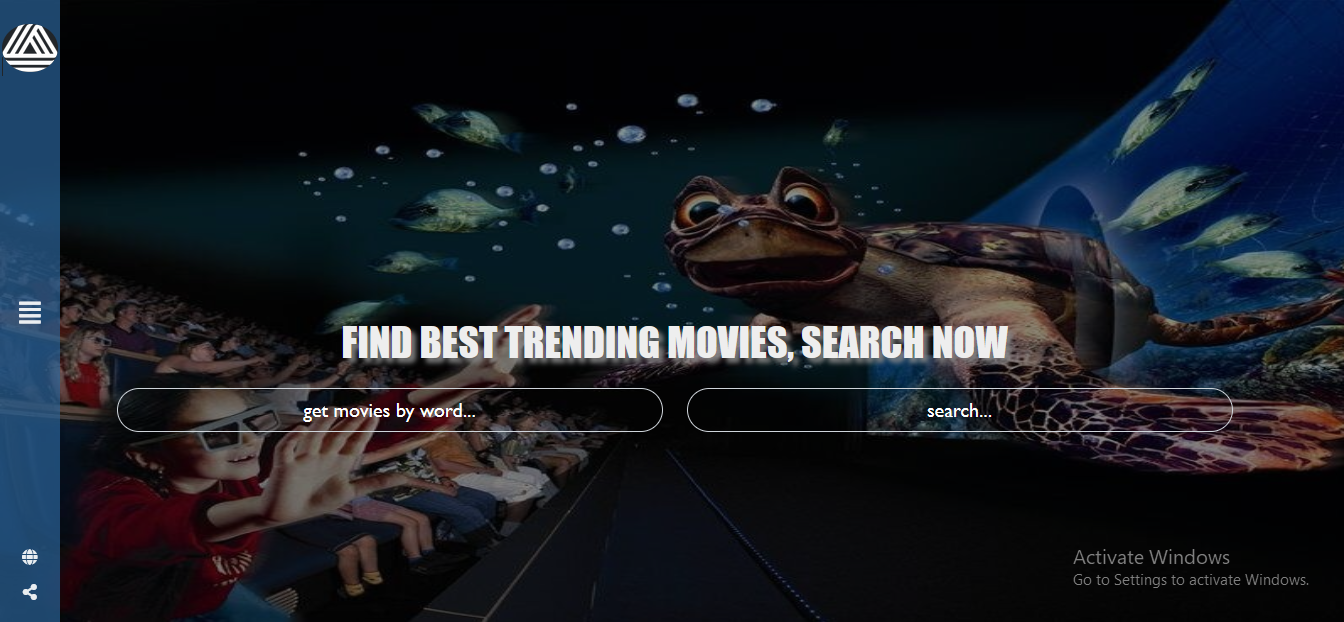 FIND BEST TRENDING MOVIES, SEARCH NOW
get movies by word...
search...
Activate Windows
Go to Settings to activate Windows.